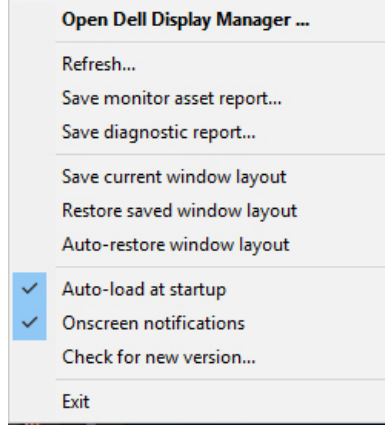 Open Dell Display Manager ...
Refresh...
Save monitor asset report...
Save diagnostic report...
Save current window layout
Restore saved window layout
Auto-restore window layout
Auto-load at startup
Onscreen notifications
Check for new version...
Exit